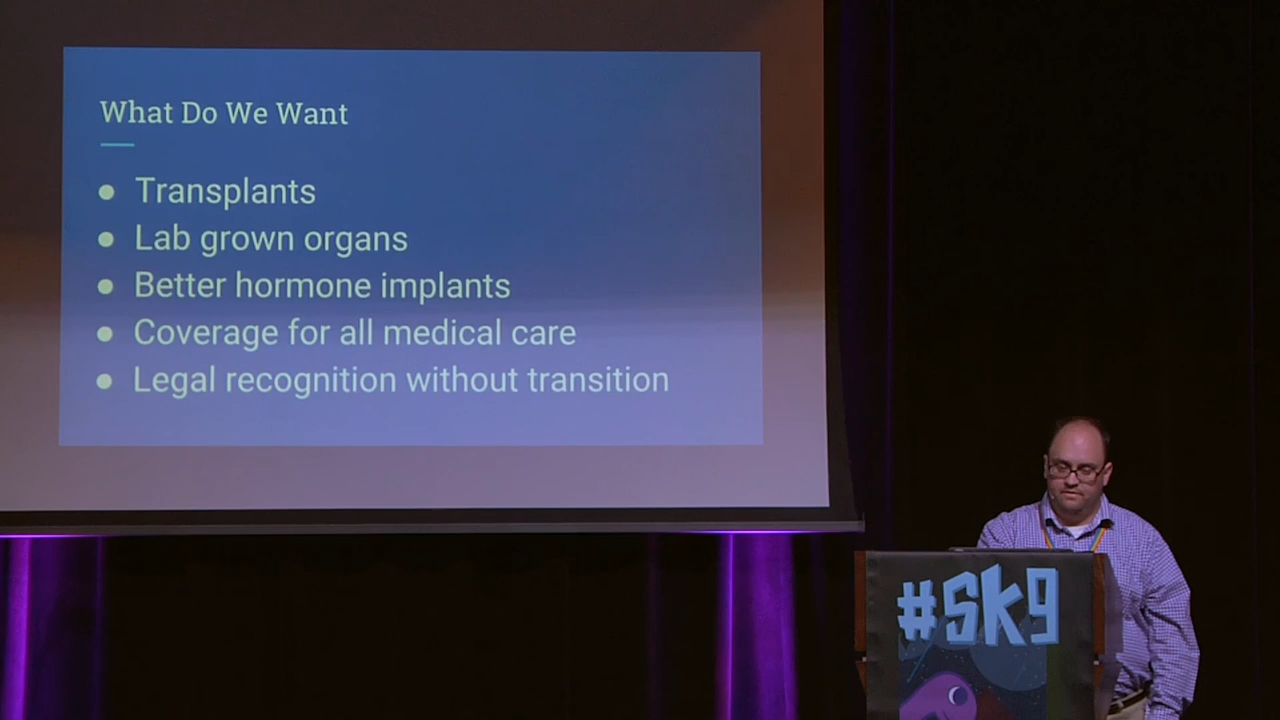 What Do We Want
● Transplants
● Lab grown organs
● Better hormone implants
● Coverage for all medical care
● Legal recognition without transition
#SK9